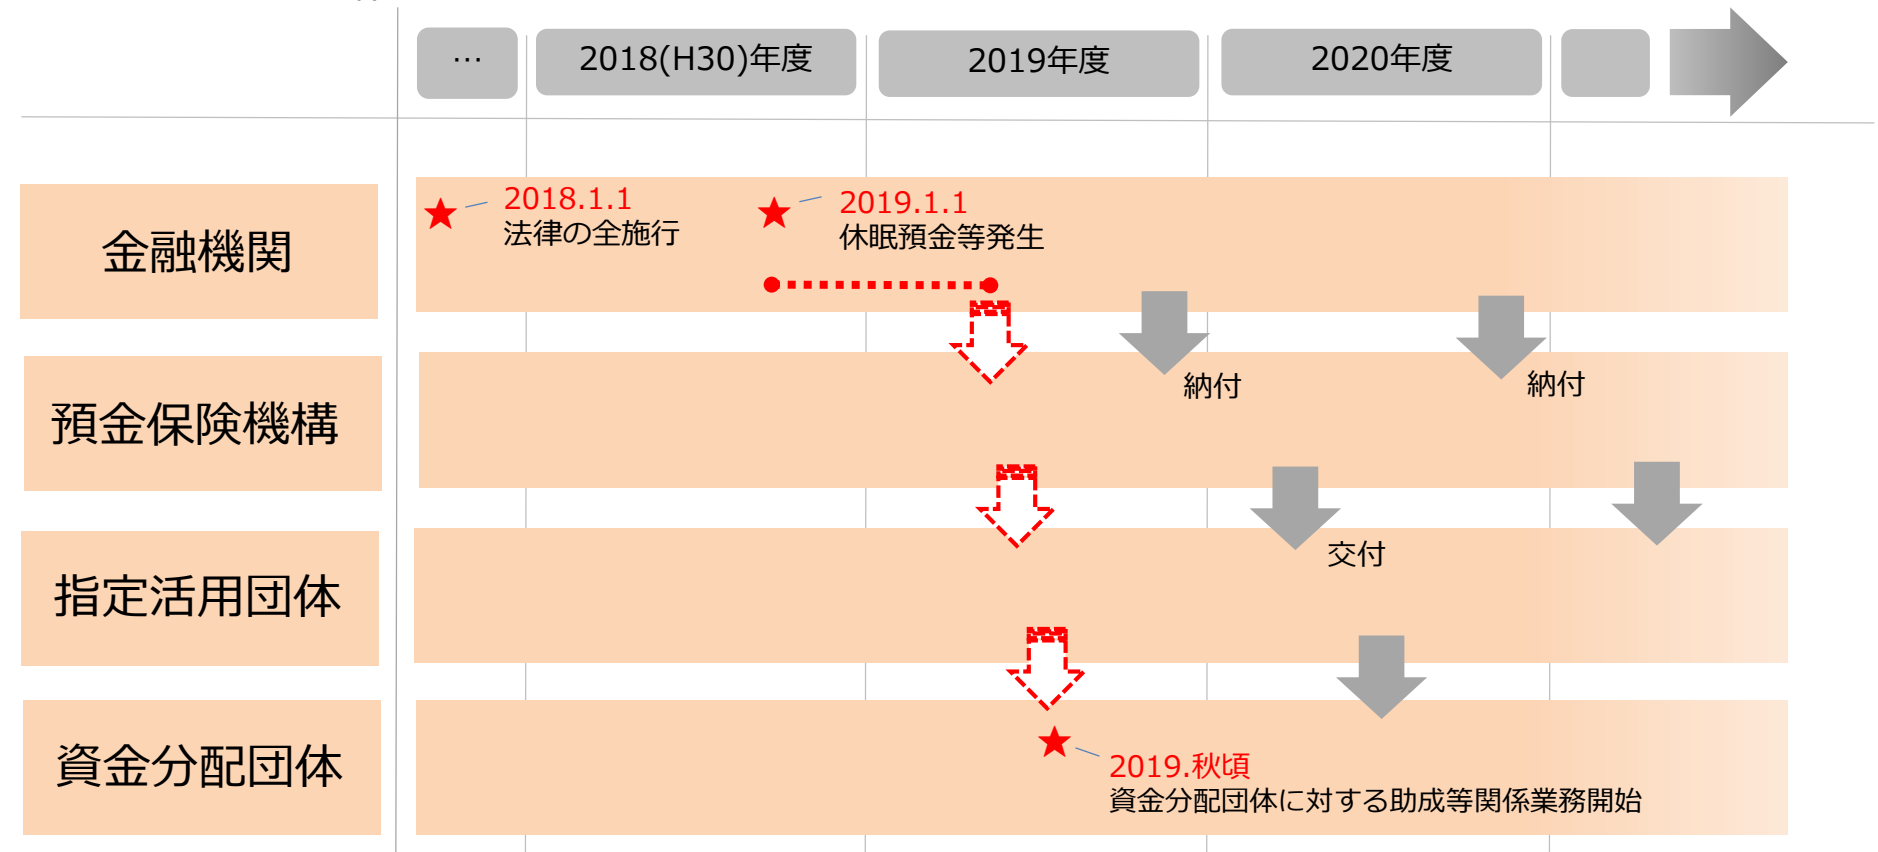 …
2018(H30)年度
2019年度
2020年度
金融機関
2018.1.1
法律の全施行
2019.1.1
休眠預金等発生
預金保険機構
納付
納付
指定活用団体
交付
資金分配団体
2019.秋頃
資金分配団体に対する助成等関係業務開始